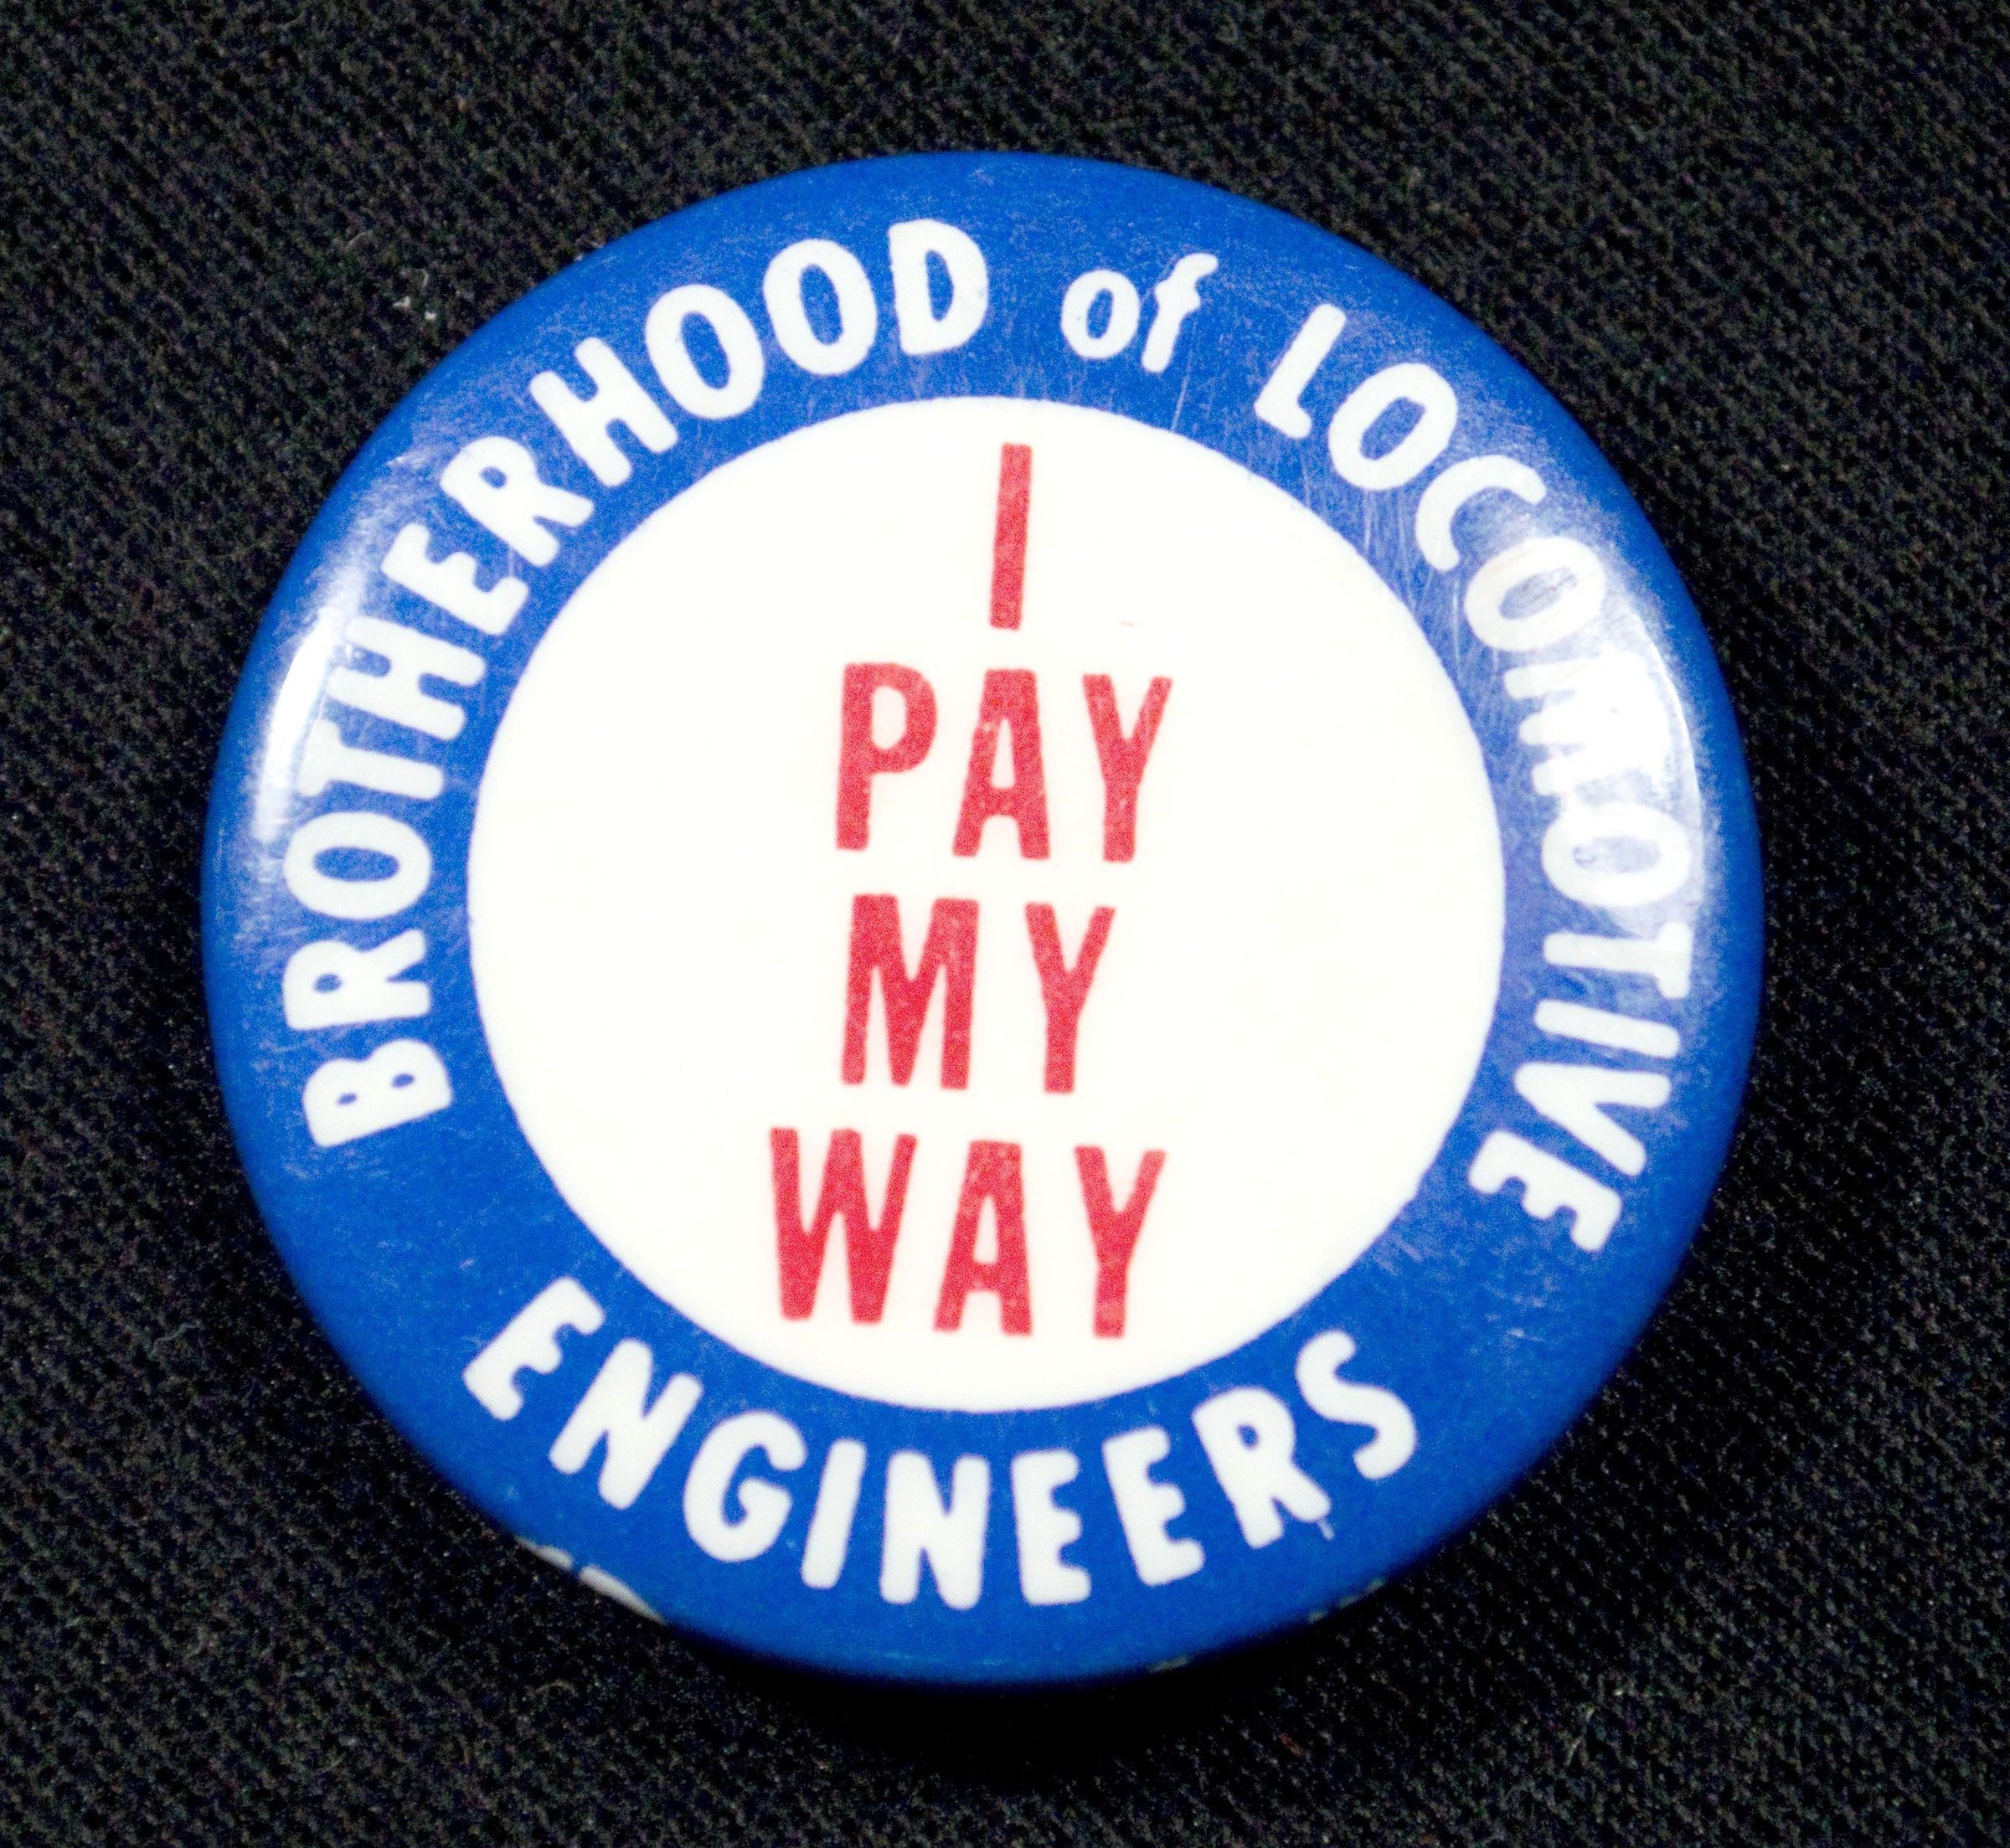 BROTHERHOOD of LOCOMOTIVE
I
PAY
MY
WAY
ENGINEERS